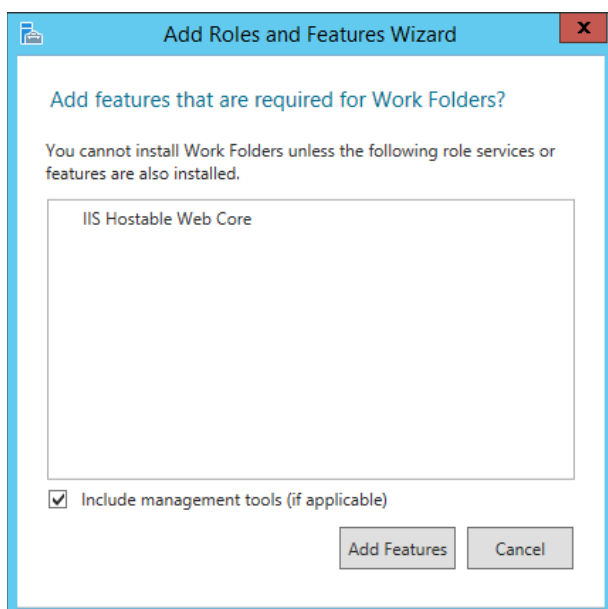 Add Roles and Features Wizard
x
Add features that are required for Work Folders?
You cannot install Work Folders unless the following role services or
features are also installed.
IIS Hostable Web Core
Include management tools (if applicable)
Add Features
Cancel